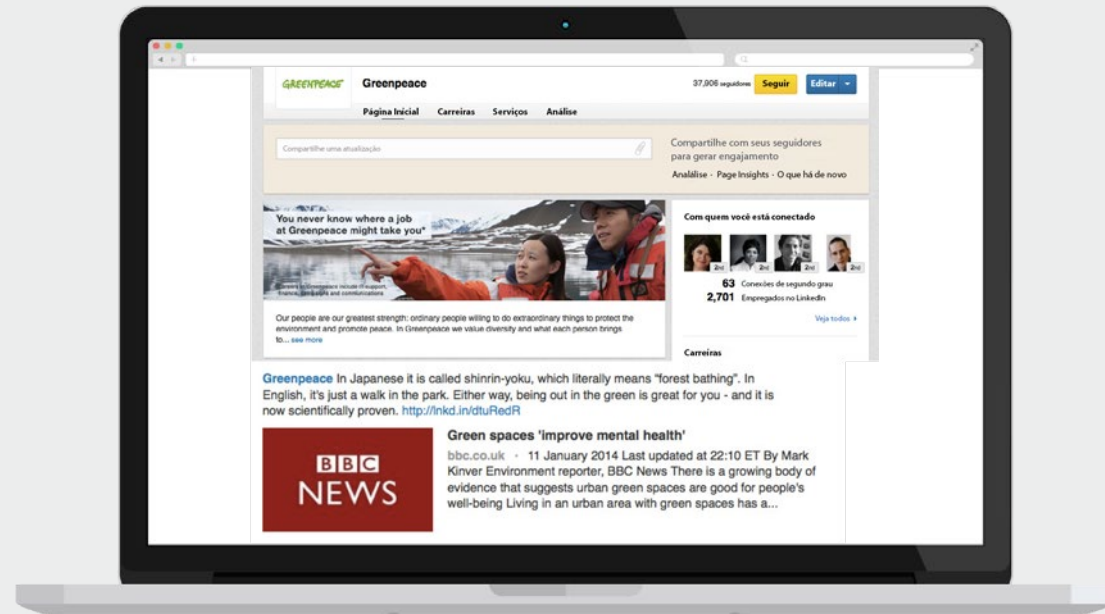 GREENPEACE
Greenpeace
37,906 seguidores
Seguir
Editar
Página Inicial Carreiras Serviços Análise
Compartilhe uma atualização
Compartilhe com seus seguidores
para gerar engajamento
Analálise · Page Insights · O que há de novo
You never know where a job
at Greenpeace might take you*
finance, campaigns and communications
Our people are our greatest strength: ordinary people willing to do extraordinary things to protect the
environment and promote peace. In Greenpeace we value diversity and what each person brings
to... see more
Com quem você está conectado
2nd 2nd 2nd 2nd
63 Conexões de segundo grau
2,701 Empregados no LinkedIn
Veja todos
Carreiras
Greenpeace In Japanese it is called shinrin-yoku, which literally means "forest bathing". In
English, it's just a walk in the park. Either way, being out in the green is great for you - and it is
now scientifically proven. http://lnkd.in/dtuRedR
BBC
NEWS
Green spaces 'improve mental health'
bbc.co.uk · 11 January 2014 Last updated at 22:10 ET By Mark
Kinver Environment reporter, BBC News There is a growing body of
evidence that suggests urban green spaces are good for people's
well-being Living in an urban area with green spaces has a...